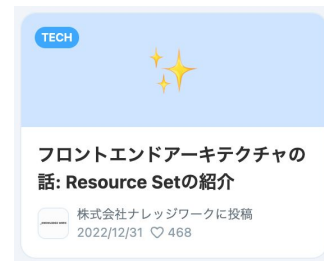 TECH
フロントエンドアーキテクチャの
話: Resource Setの紹介
株式会社ナレッジワークに投稿
2022/12/31 ♡ 468